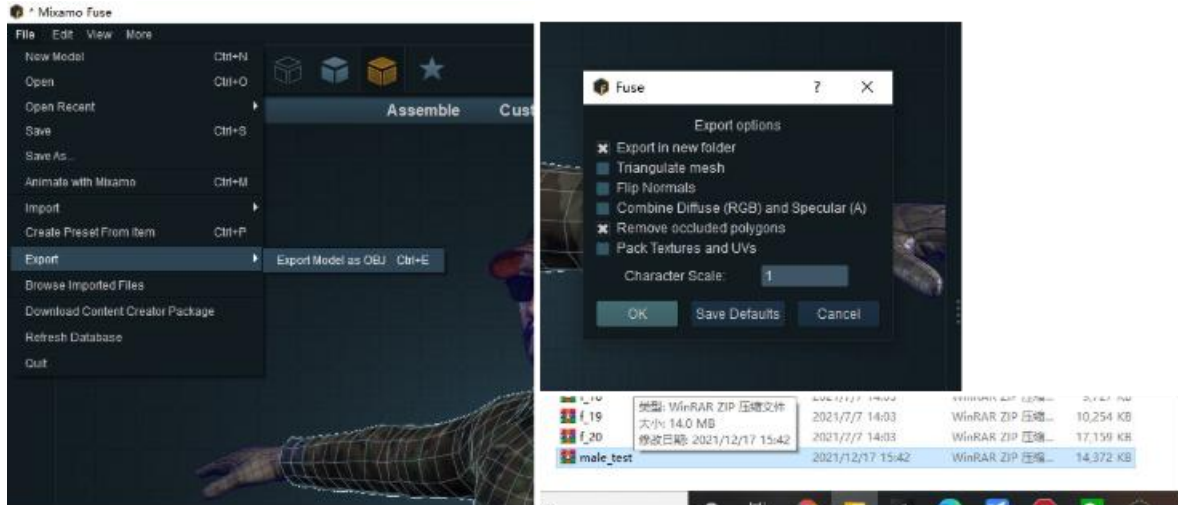 * Mixamo Fuse
File Edit View More
New Model Ctrl+N
Open Ctrl+O
Open Recent
Save Ctrl+S
Save As...
Animate with Mixamo Ctrl+M
Import
Create Preset From Item Ctrl+P
Export
Export Model as OBJ Ctrl+E
Browse Imported Files
Download Content Creator Package
Refresh Database
Quit
Assemble Cust
Fuse ? ×
Export options
Export in new folder
Triangulate mesh
Flip Normals
Combine Diffuse (RGB) and Specular (A)
Remove occluded polygons
Pack Textures and UVs
Character Scale: 1
OK Save Defaults Cancel
类型: WinRAR ZIP 压缩文件
大小: 14.0 MB
修改日期: 2021/12/17 15:42
f_19 2021/7/7 14:03 WinRAR ZIP 压缩... 10,254 KB
f_20 2021/7/7 14:03 WinRAR ZIP 压缩... 17,159 KB
male_test 2021/12/17 15:42 WinRAR ZIP 压缩... 14,372 KB